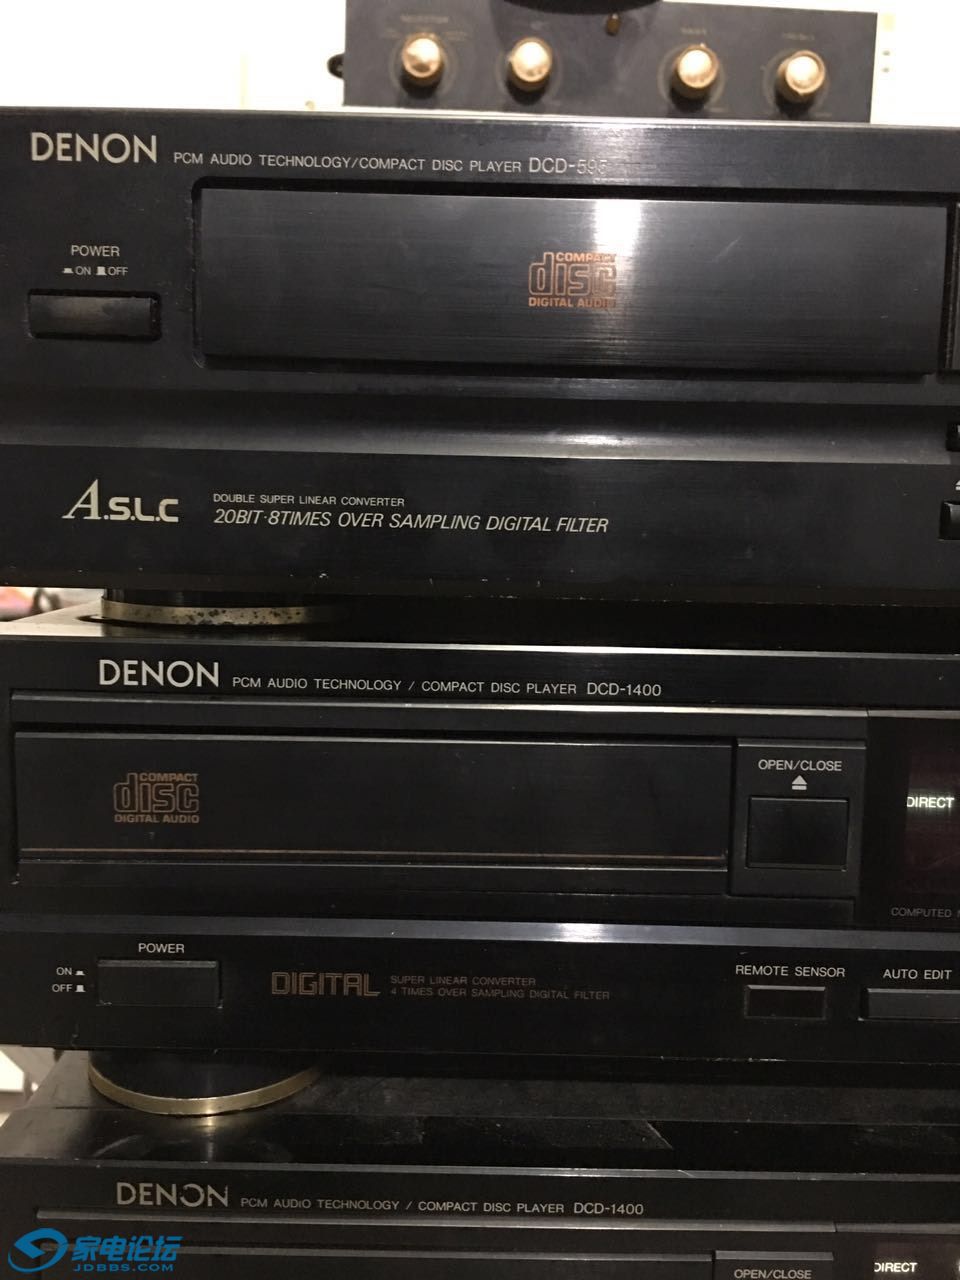 DENON PCM AUDIO TECHNOLOGY/COMPACT DISC PLAYER DCD-595
POWER
ON OFF
COMPACT
disc
DIGITAL AUDIO
A.S.L.C
DOUBLE SUPER LINEAR CONVERTER
20BIT·8TIMES OVER SAMPLING DIGITAL FILTER
DENON PCM AUDIO TECHNOLOGY / COMPACT DISC PLAYER DCD-1400
COMPACT
disc
DIGITAL AUDIO
OPEN/CLOSE
DIRECT
COMPUTED
POWER
ON
OFF
DIGITAL
SUPER LINEAR CONVERTER
4 TIMES OVER SAMPLING DIGITAL FILTER
REMOTE SENSOR
AUTO EDIT
DENON PCM AUDIO TECHNOLOGY / COMPACT DISC PLAYER DCD-1400
OPEN/CLOSE
DIRECT
家电论坛
JDBBS.COM